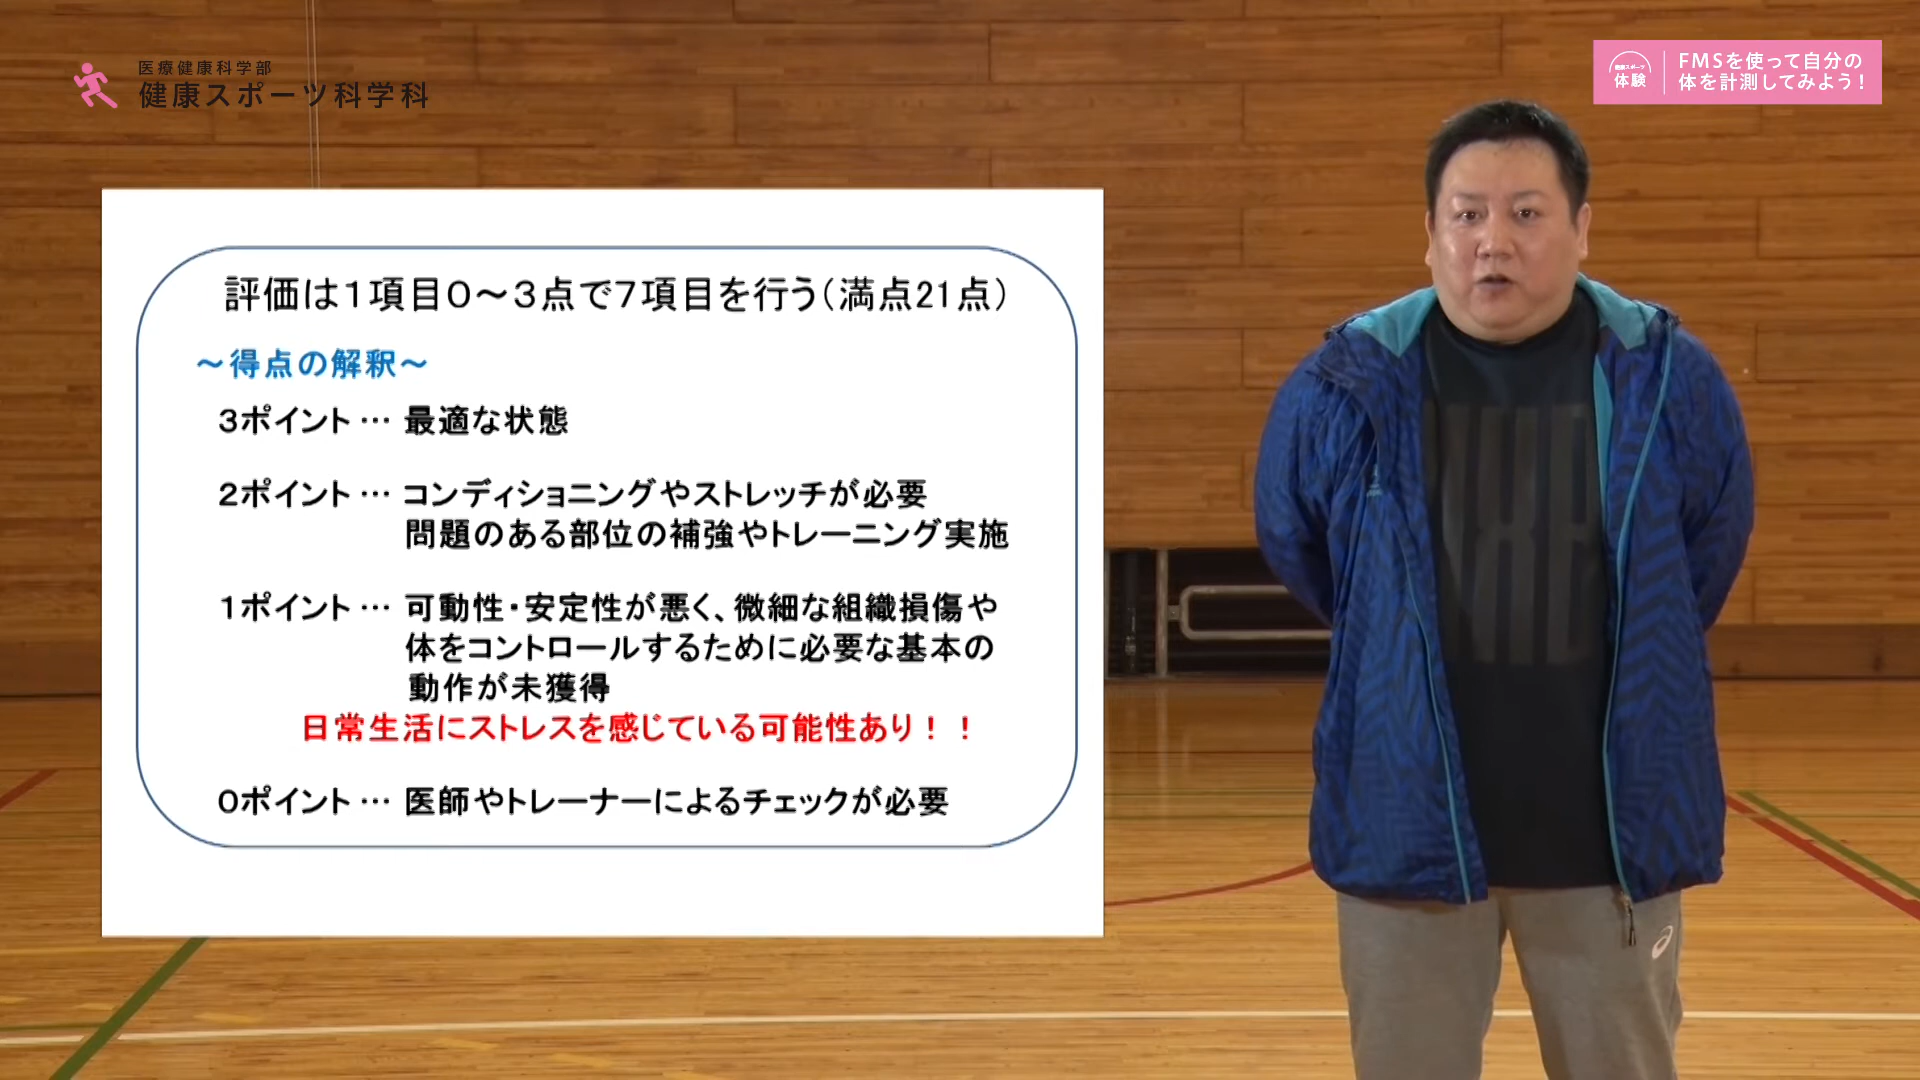 医療健康科学部
健康スポーツ科学科
健康スポーツ
体験
FMSを使って自分の
体を計測してみよう！
評価は１項目０～３点で７項目を行う（満点21点）
～得点の解釈～
３ポイント … 最適な状態
２ポイント … コンディショニングやストレッチが必要
問題のある部位の補強やトレーニング実施
１ポイント … 可動性・安定性が悪く、微細な組織損傷や
体をコントロールするために必要な基本の
動作が未獲得
日常生活にストレスを感じている可能性あり！！
０ポイント … 医師やトレーナーによるチェックが必要